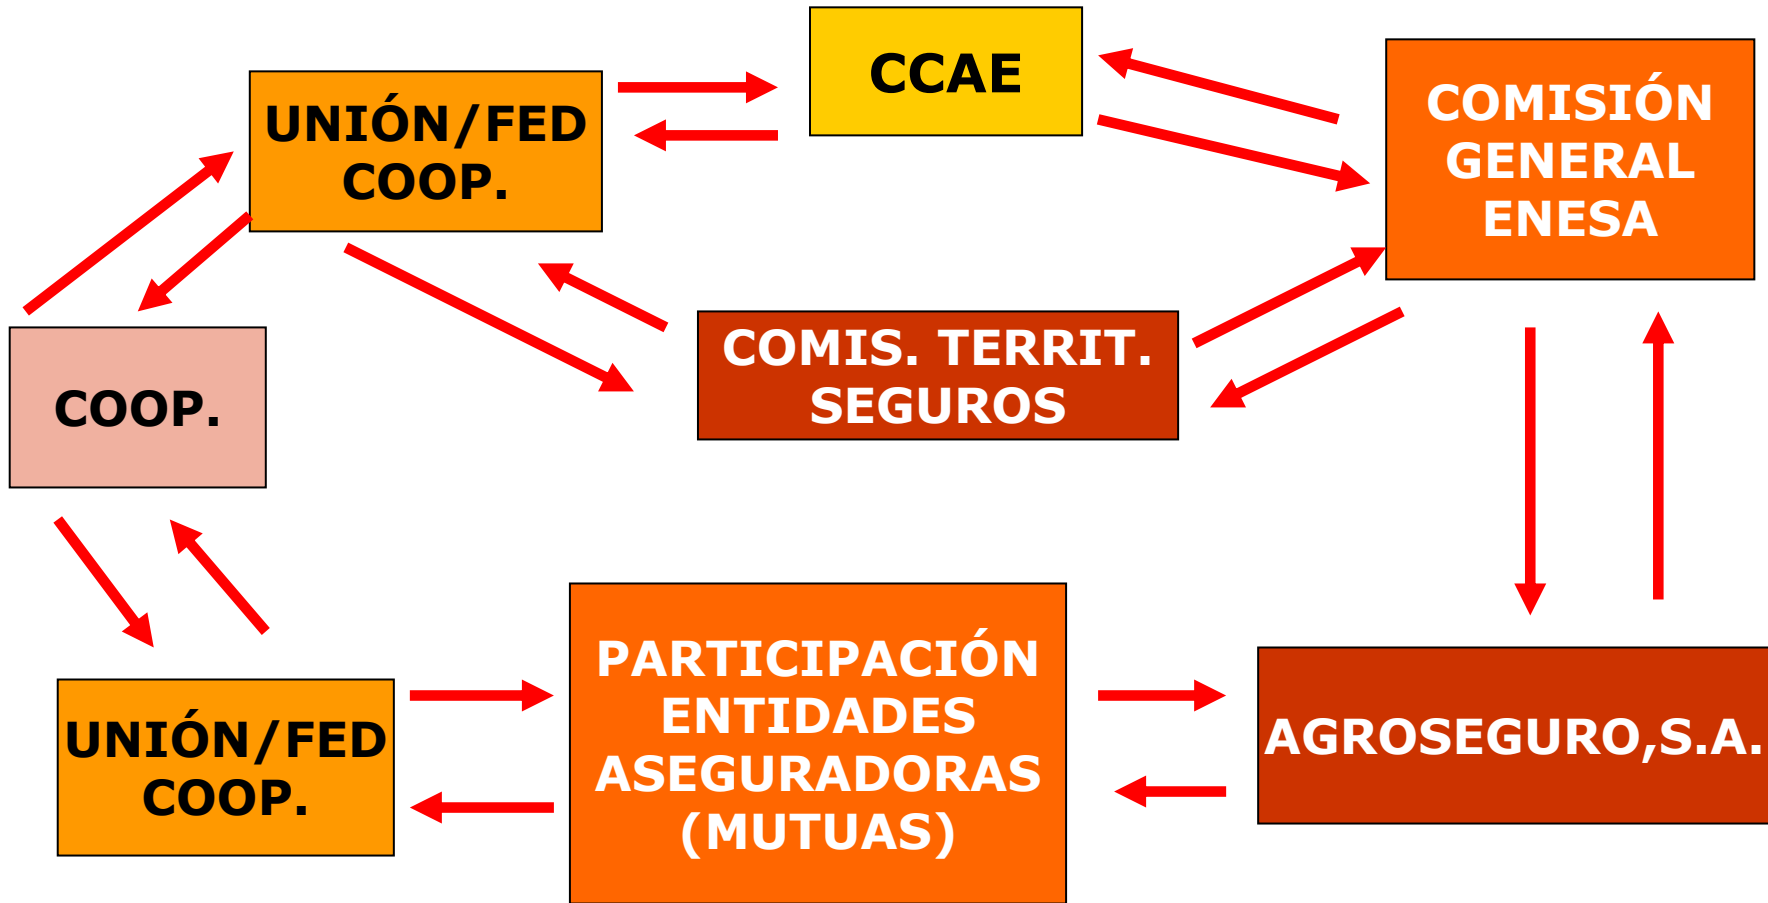 CCAE
UNIÓN/FED
COOP.
COMISIÓN
GENERAL
ENESA
COMIS. TERRIT.
SEGUROS
COOP.
PARTICIPACIÓN
ENTIDADES
ASEGURADORAS
(MUTUAS)
UNIÓN/FED
COOP.
AGROSEGURO,S.A.